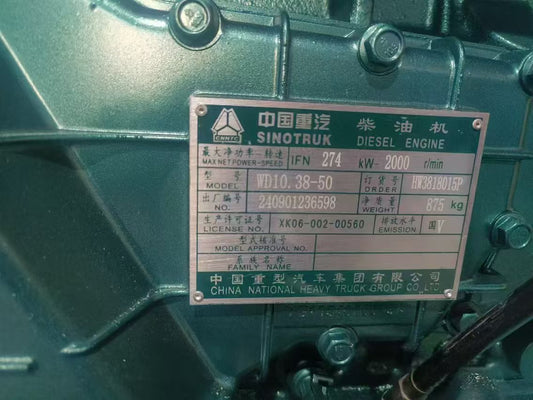 中国重汽 柴油机
CNHTC SINOTRUK DIESEL ENGINE
最大净功率-转速 IFN 274 kW- 2000 r/min
MAX NET POWER-SPEED
型号 WD10.38-50 订货号 HW3818015P
MODEL ORDER
出厂编号 240901236598 净质量 875 kg
NO. WEIGHT
生产许可证号 XK06-002-00560 排放水平 国V
LICENSE NO. EMISSION
型式核准号
MODEL APPROVAL NO.
系族名称
FAMILY NAME
中国重型汽车集团有限公司
CHINA NATIONAL HEAVY TRUCK GROUP CO.,LTD